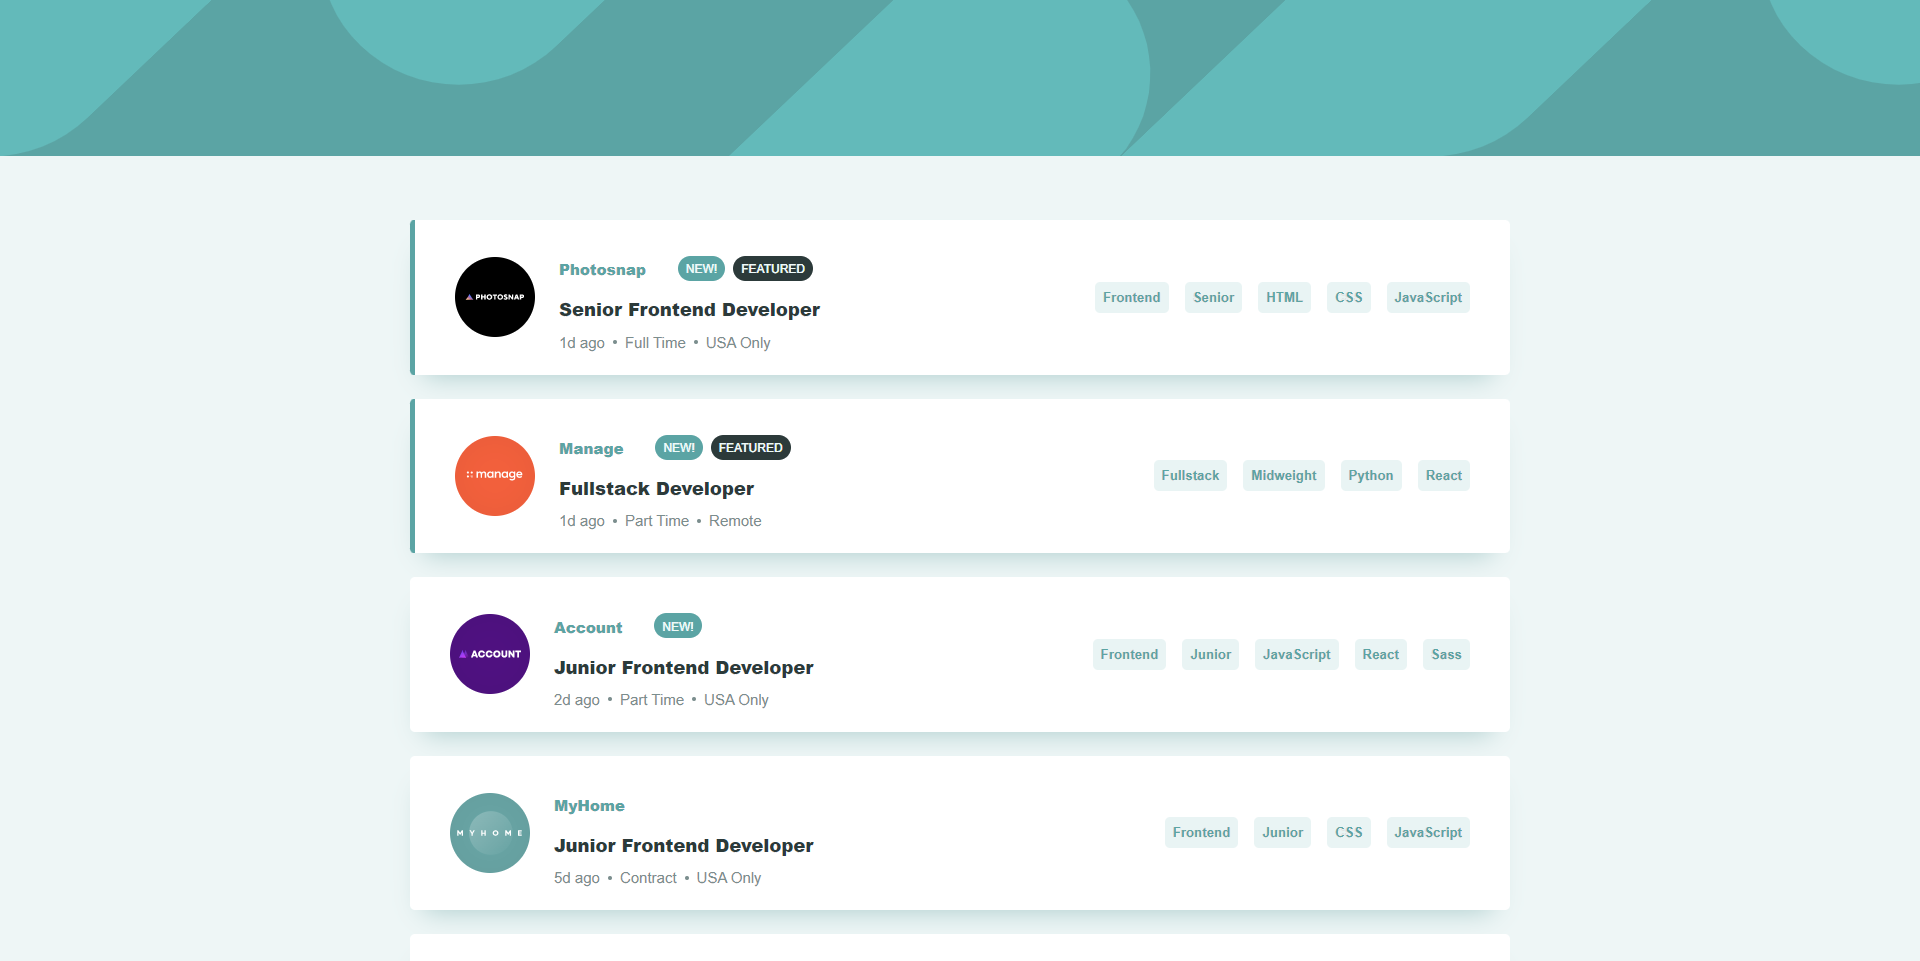 PHOTOSNAP
Photosnap NEW! FEATURED
Senior Frontend Developer
1d ago • Full Time • USA Only
Frontend Senior HTML CSS JavaScript
manage
Manage NEW! FEATURED
Fullstack Developer
1d ago • Part Time • Remote
Fullstack Midweight Python React
ACCOUNT
Account NEW!
Junior Frontend Developer
2d ago • Part Time • USA Only
Frontend Junior JavaScript React Sass
MYHOME
MyHome
Junior Frontend Developer
5d ago • Contract • USA Only
Frontend Junior CSS JavaScript